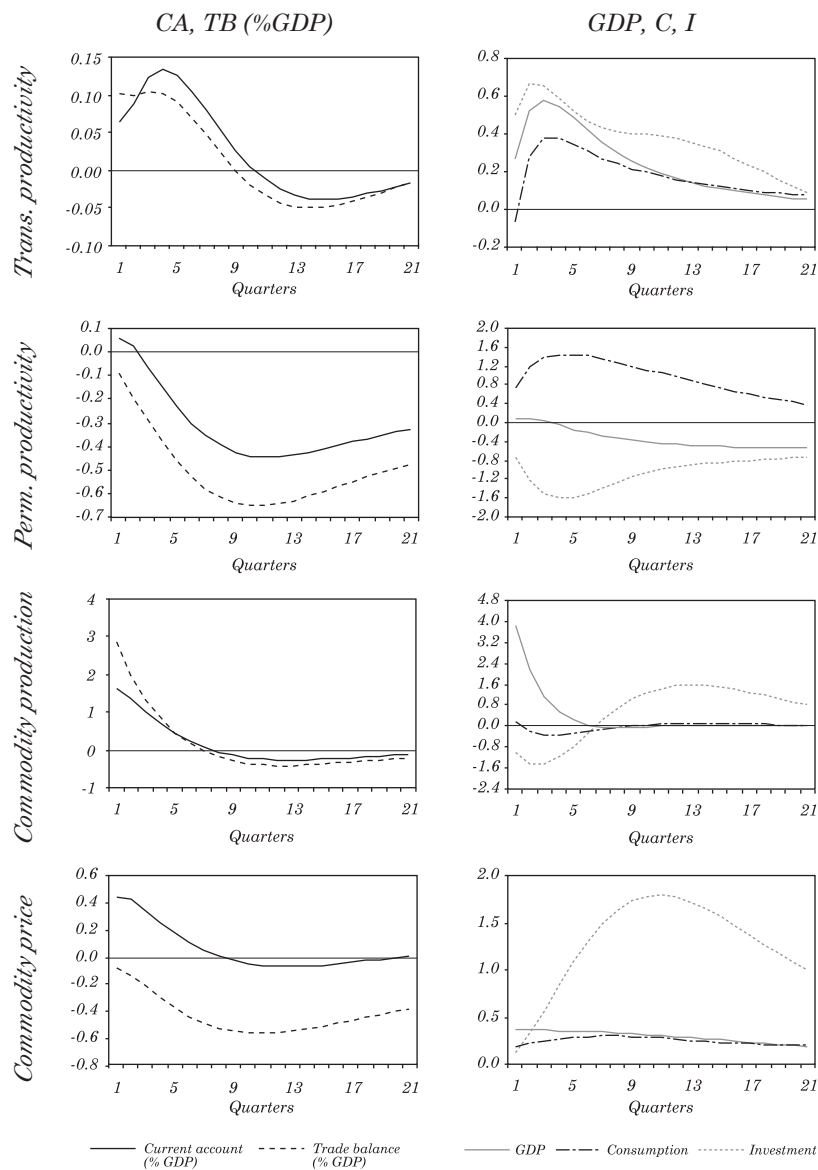 CA, TB (%GDP)
GDP, C, I
Trans. productivity
0.15
0.10
0.05
0.00
-0.05
-0.10
1 5 9 13 17 21
Quarters
0.8
0.6
0.4
0.2
0.0
-0.2
1 5 9 13 17 21
Quarters
Perm. productivity
0.1
0.0
-0.1
-0.2
-0.3
-0.4
-0.5
-0.6
-0.7
1 5 9 13 17 21
Quarters
2.0
1.6
1.2
0.8
0.4
0.0
-0.4
-0.8
-1.2
-1.6
-2.0
1 5 9 13 17 21
Quarters
Commodity production
4
3
2
1
0
-1
1 5 9 13 17 21
Quarters
4.8
4.0
3.2
2.4
1.6
0.8
0.0
-0.8
-1.6
-2.4
1 5 9 13 17 21
Quarters
Commodity price
0.6
0.4
0.2
0.0
-0.2
-0.4
-0.6
-0.8
1 5 9 13 17 21
Quarters
2.0
1.5
1.0
0.5
0.0
1 5 9 13 17 21
Quarters
Current account
(% GDP)
Trade balance
(% GDP)
GDP
Consumption
Investment